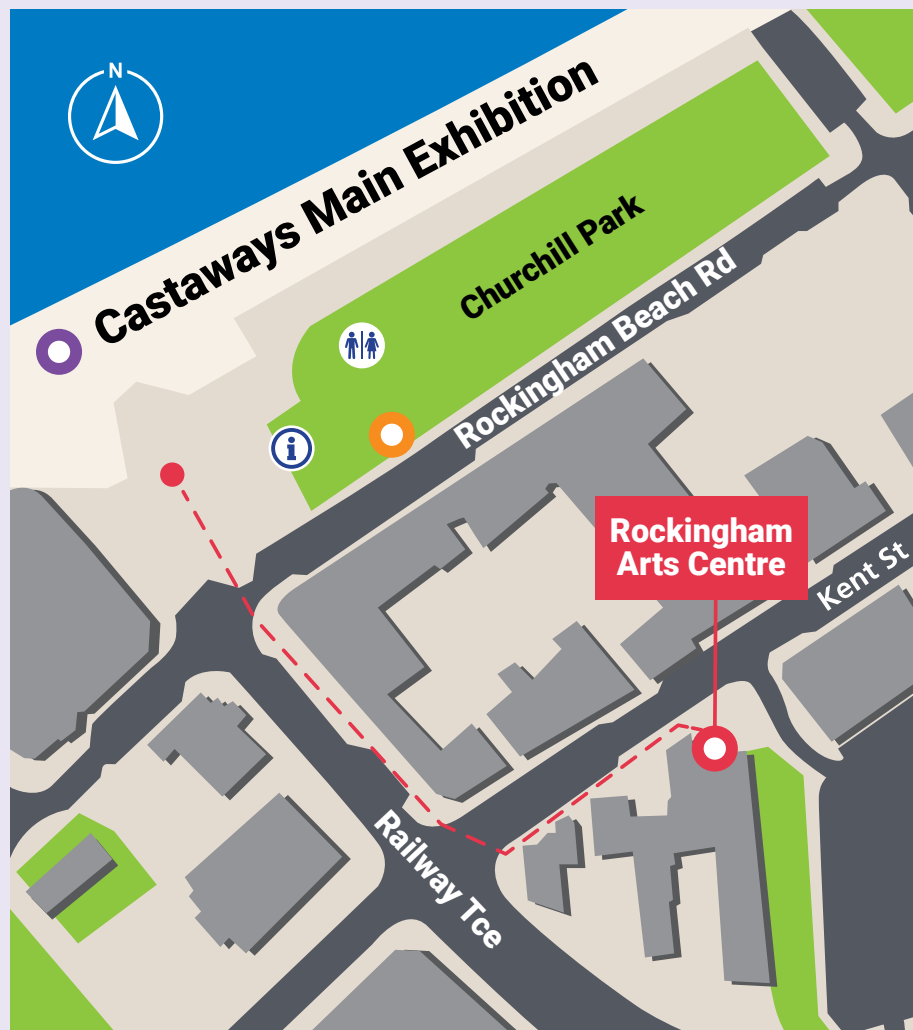 N
Castaways Main Exhibition
Churchill Park
Rockingham Beach Rd
i
Rockingham
Arts Centre
Kent St
Railway Tce